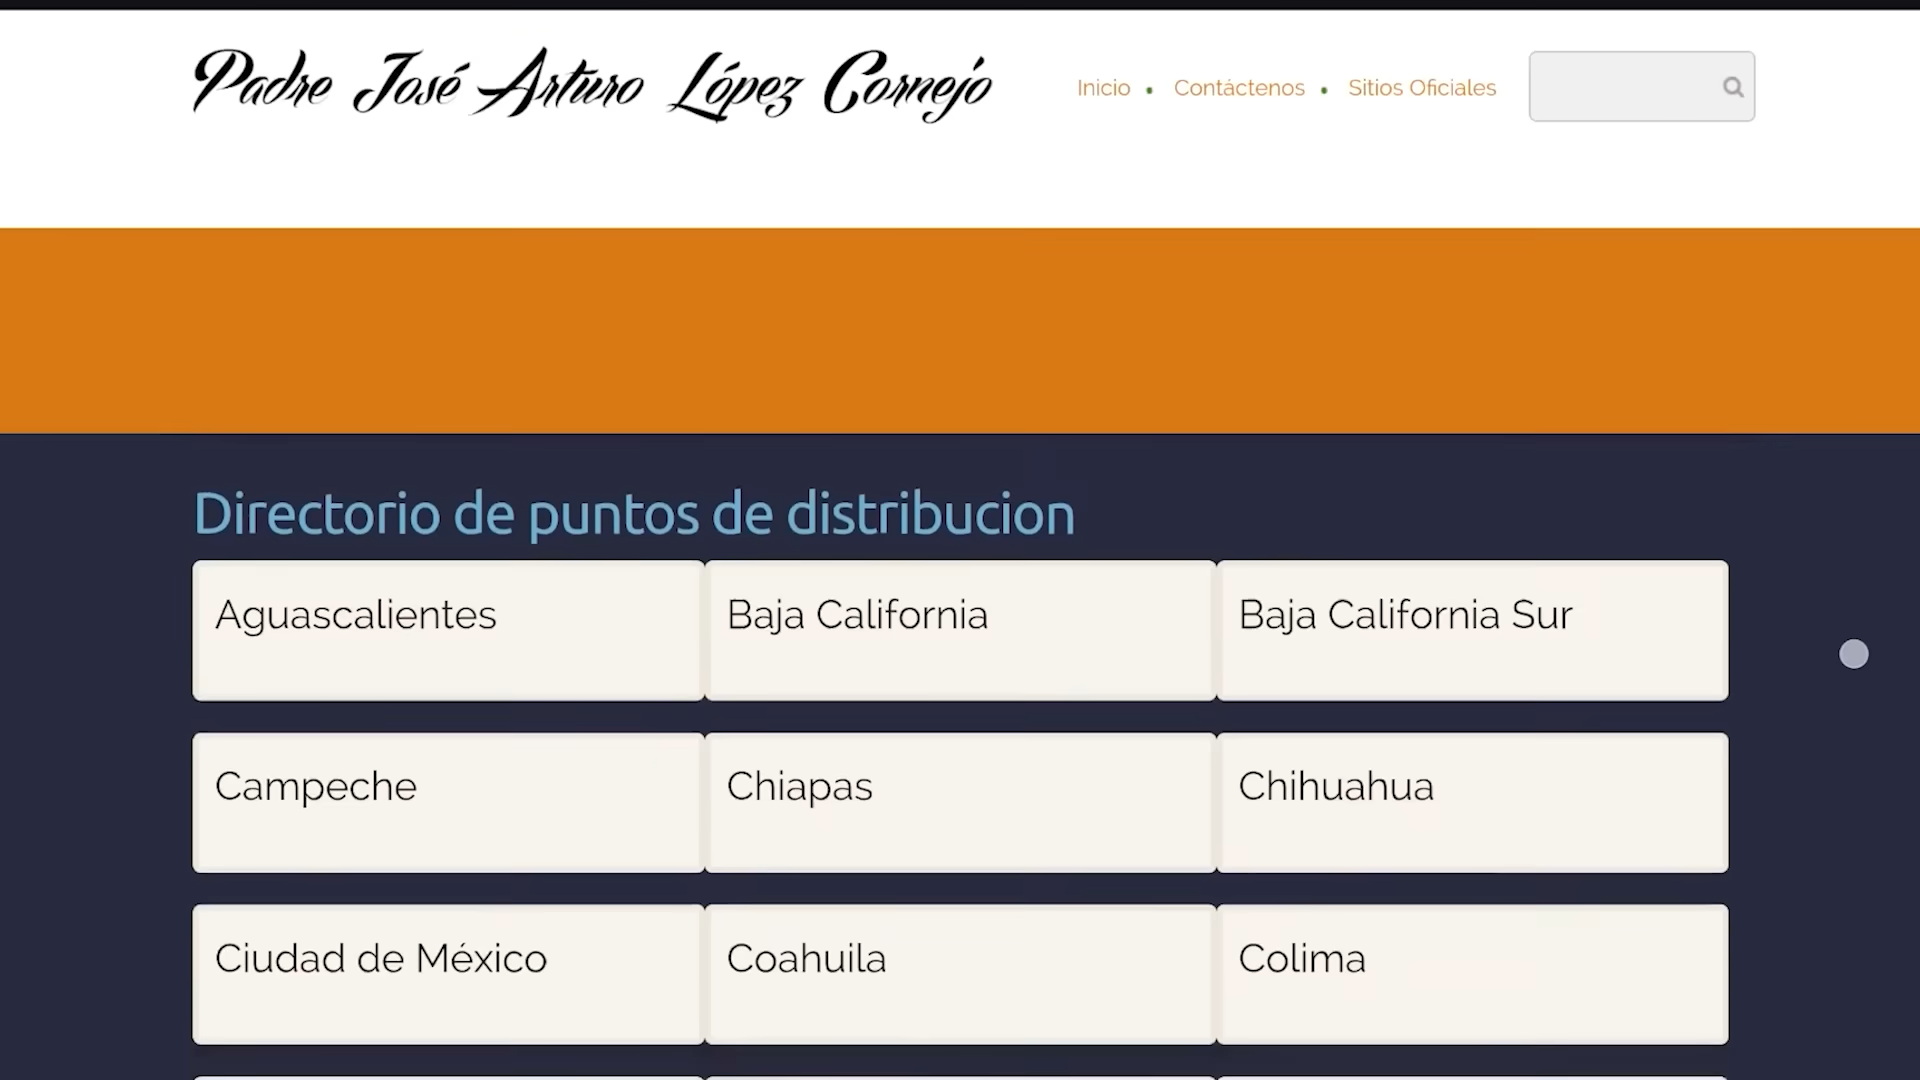 Padre José Arturo López Cornejo
Inicio • Contáctenos • Sitios Oficiales
Directorio de puntos de distribucion
Aguascalientes
Baja California
Baja California Sur
Campeche
Chiapas
Chihuahua
Ciudad de México
Coahuila
Colima